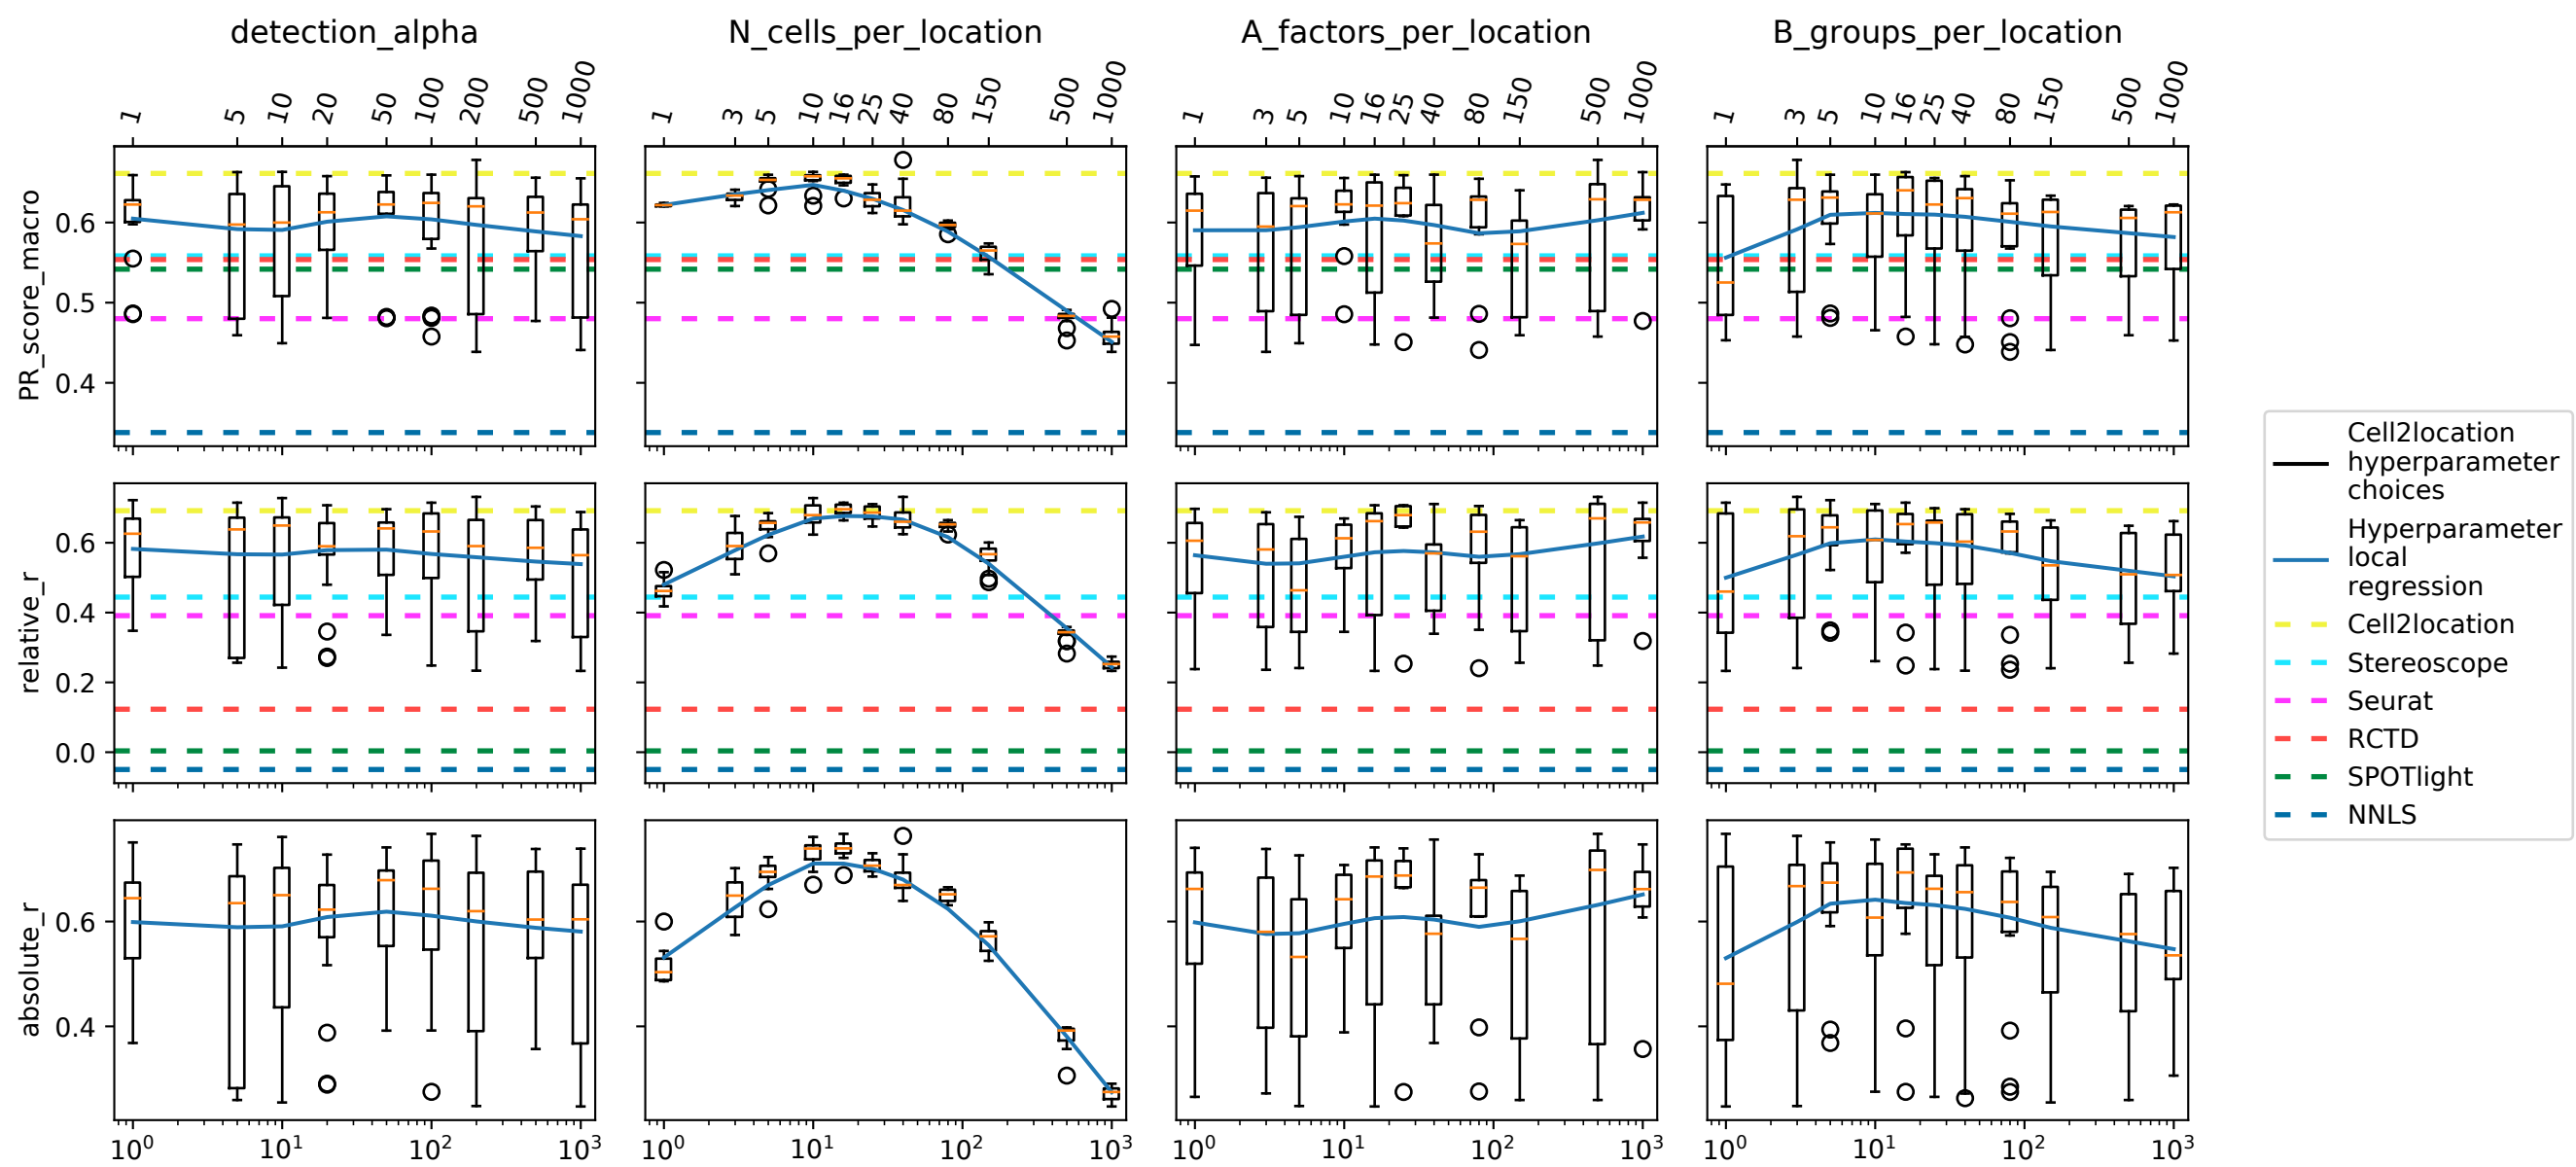 detection_alpha N_cells_per_location A_factors_per_location B_groups_per_location
1 5 10 20 50 100 200 500 1000 1 3 5 10 16 25 40 80 150 500 1000 1 3 5 10 16 25 40 80 150 500 1000 1 3 5 10 16 25 40 80 150 500 1000
PR_score_macro
0.6
0.5
0.4
relative_r
0.6
0.4
0.2
0.0
absolute_r
0.6
0.4
10⁰ 10¹ 10² 10³ 10⁰ 10¹ 10² 10³ 10⁰ 10¹ 10² 10³ 10⁰ 10¹ 10² 10³
Cell2location
hyperparameter
choices
Hyperparameter
local
regression
Cell2location
Stereoscope
Seurat
RCTD
SPOTlight
NNLS